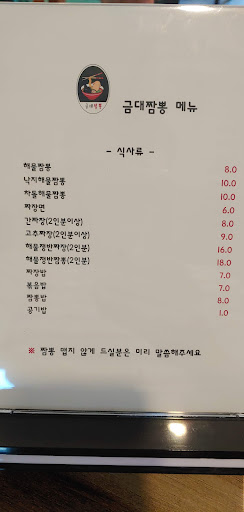 금대짬뽕
금대짬뽕 메뉴
- 식사류 -
해물짬뽕 8.0
낙지해물짬뽕 10.0
차돌해물짬뽕 10.0
짜장면 6.0
간짜장(2인분이상) 8.0
고추짜장(2인분이상) 9.0
해물쟁반짜장(2인분) 16.0
해물쟁반짬뽕(2인분) 18.0
짜장밥 7.0
볶음밥 7.0
짬뽕밥 8.0
공기밥 1.0
※ 짬뽕 맵지 않게 드실분은 미리 말씀해주세요